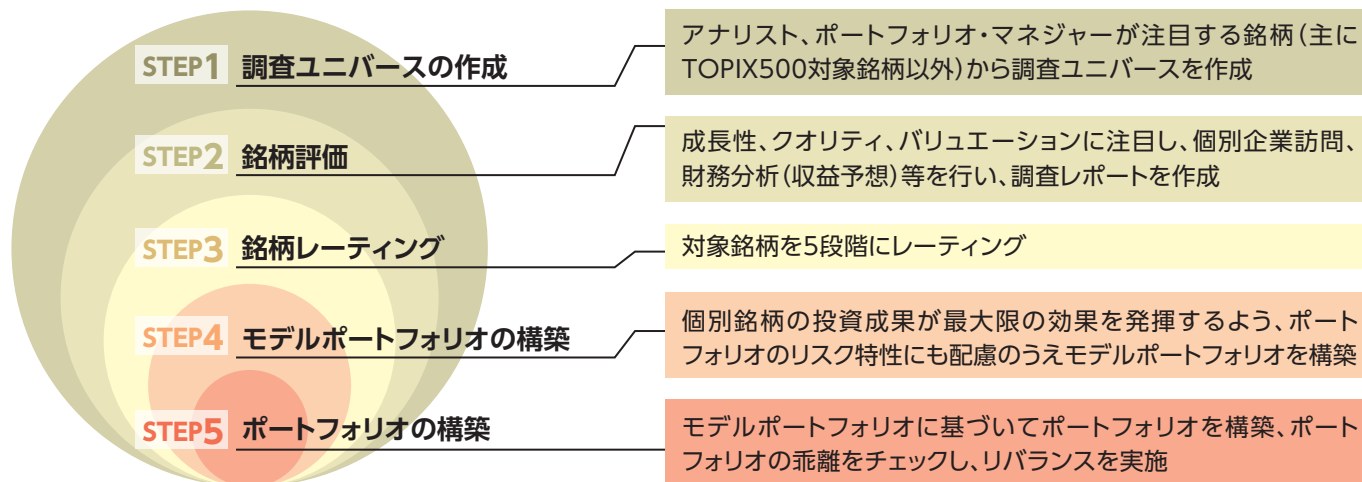 STEP1 調査ユニバースの作成
アナリスト、ポートフォリオ・マネジャーが注目する銘柄(主に
TOPIX500対象銘柄以外)から調査ユニバースを作成
STEP2 銘柄評価
成長性、クオリティ、バリュエーションに注目し、個別企業訪問、
財務分析(収益予想)等を行い、調査レポートを作成
STEP3 銘柄レーティング
対象銘柄を5段階にレーティング
STEP4 モデルポートフォリオの構築
個別銘柄の投資成果が最大限の効果を発揮するよう、ポート
フォリオのリスク特性にも配慮のうえモデルポートフォリオを構築
STEP5 ポートフォリオの構築
モデルポートフォリオに基づいてポートフォリオを構築、ポート
フォリオの乖離をチェックし、リバランスを実施